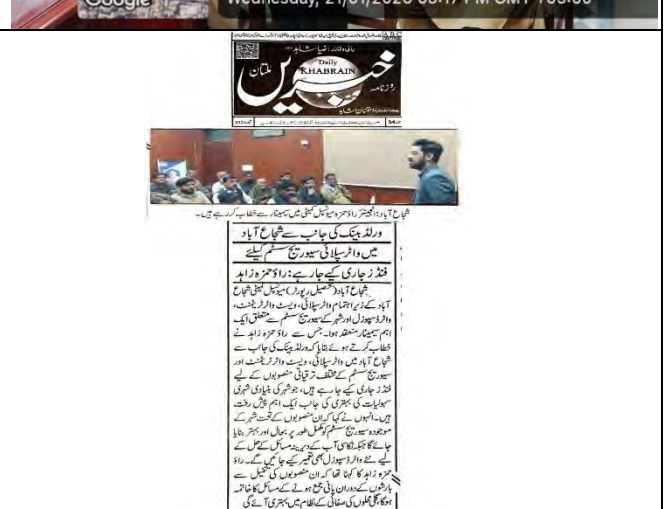 Google
Wednesday, 21/01/2026
A.B.C
بانی و قائد: ضیا شاہد
Daily
KHABRAIN
روزنامہ
خبریں
ملتان
شجاع آباد: انجینئر راؤ حمزہ میونسپل کمیٹی میں سیمینار سے خطاب کر رہے ہیں۔
ورلڈ بینک کی جانب سے شجاع آباد
میں واٹر سپلائی سیوریج سسٹم کیلئے
فنڈز جاری کیے جا رہے: راؤ حمزہ زاہد
شجاع آباد (تحصیل رپورٹر) میونسپل کمیٹی شجاع
آباد کے زیر اہتمام واٹر سپلائی، ویسٹ واٹر ٹریٹمنٹ،
واٹر ڈسپوزل اور شہر کے سیوریج سسٹم سے متعلق ایک
اہم سیمینار منعقد ہوا۔ جس سے راؤ حمزہ زاہد نے
خطاب کرتے ہوئے بتایا کہ ورلڈ بینک کی جانب سے
شجاع آباد میں واٹر سپلائی، ویسٹ واٹر ٹریٹمنٹ اور
سیوریج سسٹم کے مختلف ترقیاتی منصوبوں کے لیے
فنڈز جاری کیے جا رہے ہیں، جو شہر کی بنیادی شہری
سہولیات کی بہتری کی جانب ایک اہم پیش رفت
ہیں۔ انہوں نے کہا کہ ان منصوبوں کے تحت شہر کے
موجودہ سیوریج سسٹم کو مکمل طور پر بحال اور بہتر بنایا
جائے گا جبکہ نکاسی آب کے دیرینہ مسائل کے حل کے
لیے نئے واٹر ڈسپوزل بھی تعمیر کیے جائیں گے۔ راؤ
حمزہ زاہد کا کہنا تھا کہ ان منصوبوں کی تکمیل سے
بارشوں کے دوران پانی جمع ہونے کے مسائل کا خاتمہ
ہوگا، گلی محلوں کی صفائی کے نظام میں بہتری آئے گی